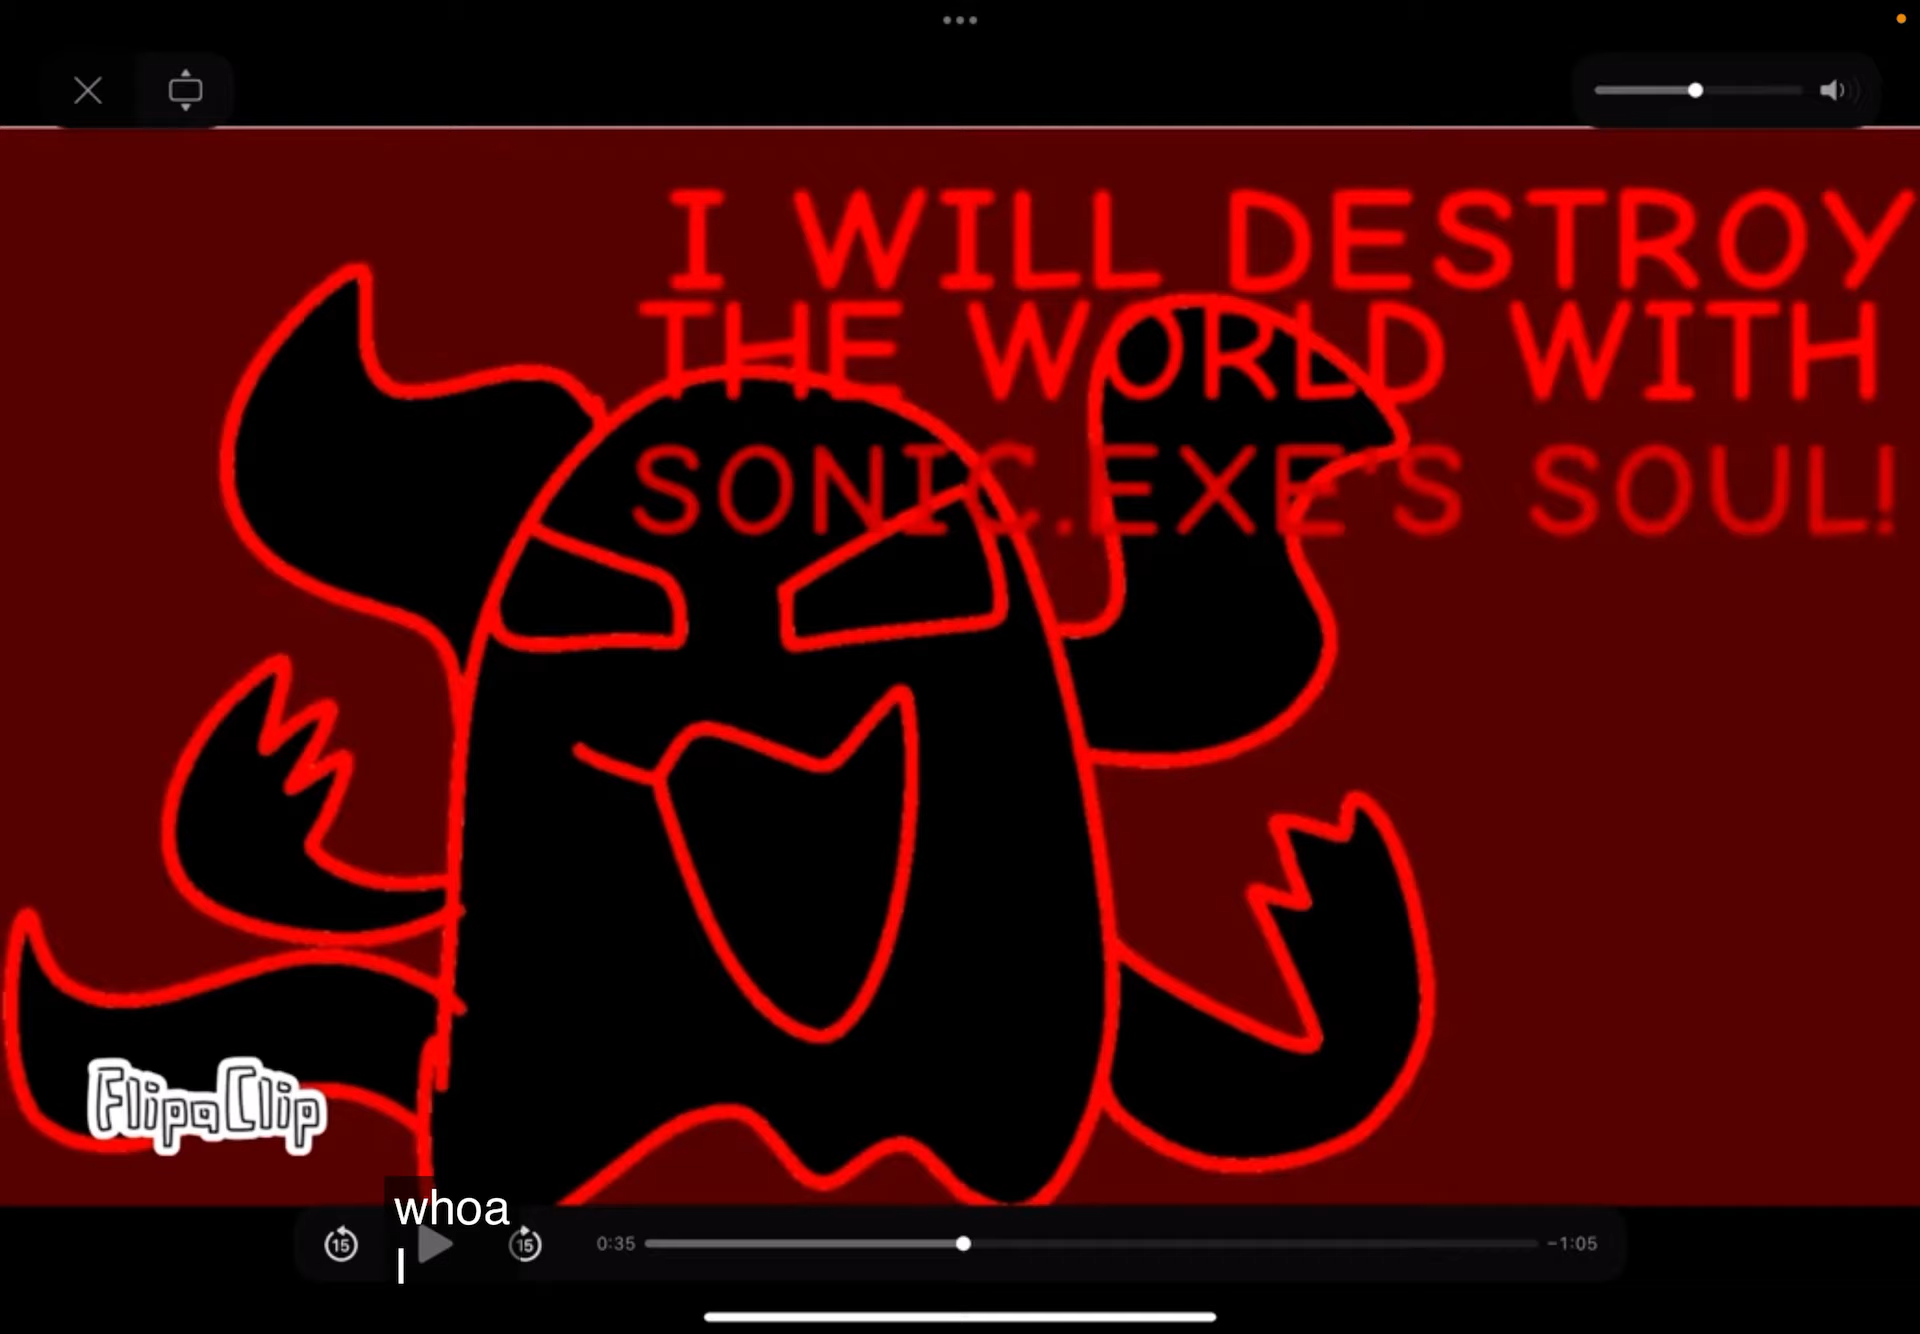 I WILL DESTROY
THE WORLD WITH
SONIC.EXE'S SOUL!
FlipaClip
whoa
I
15
15
0:35
-1:05